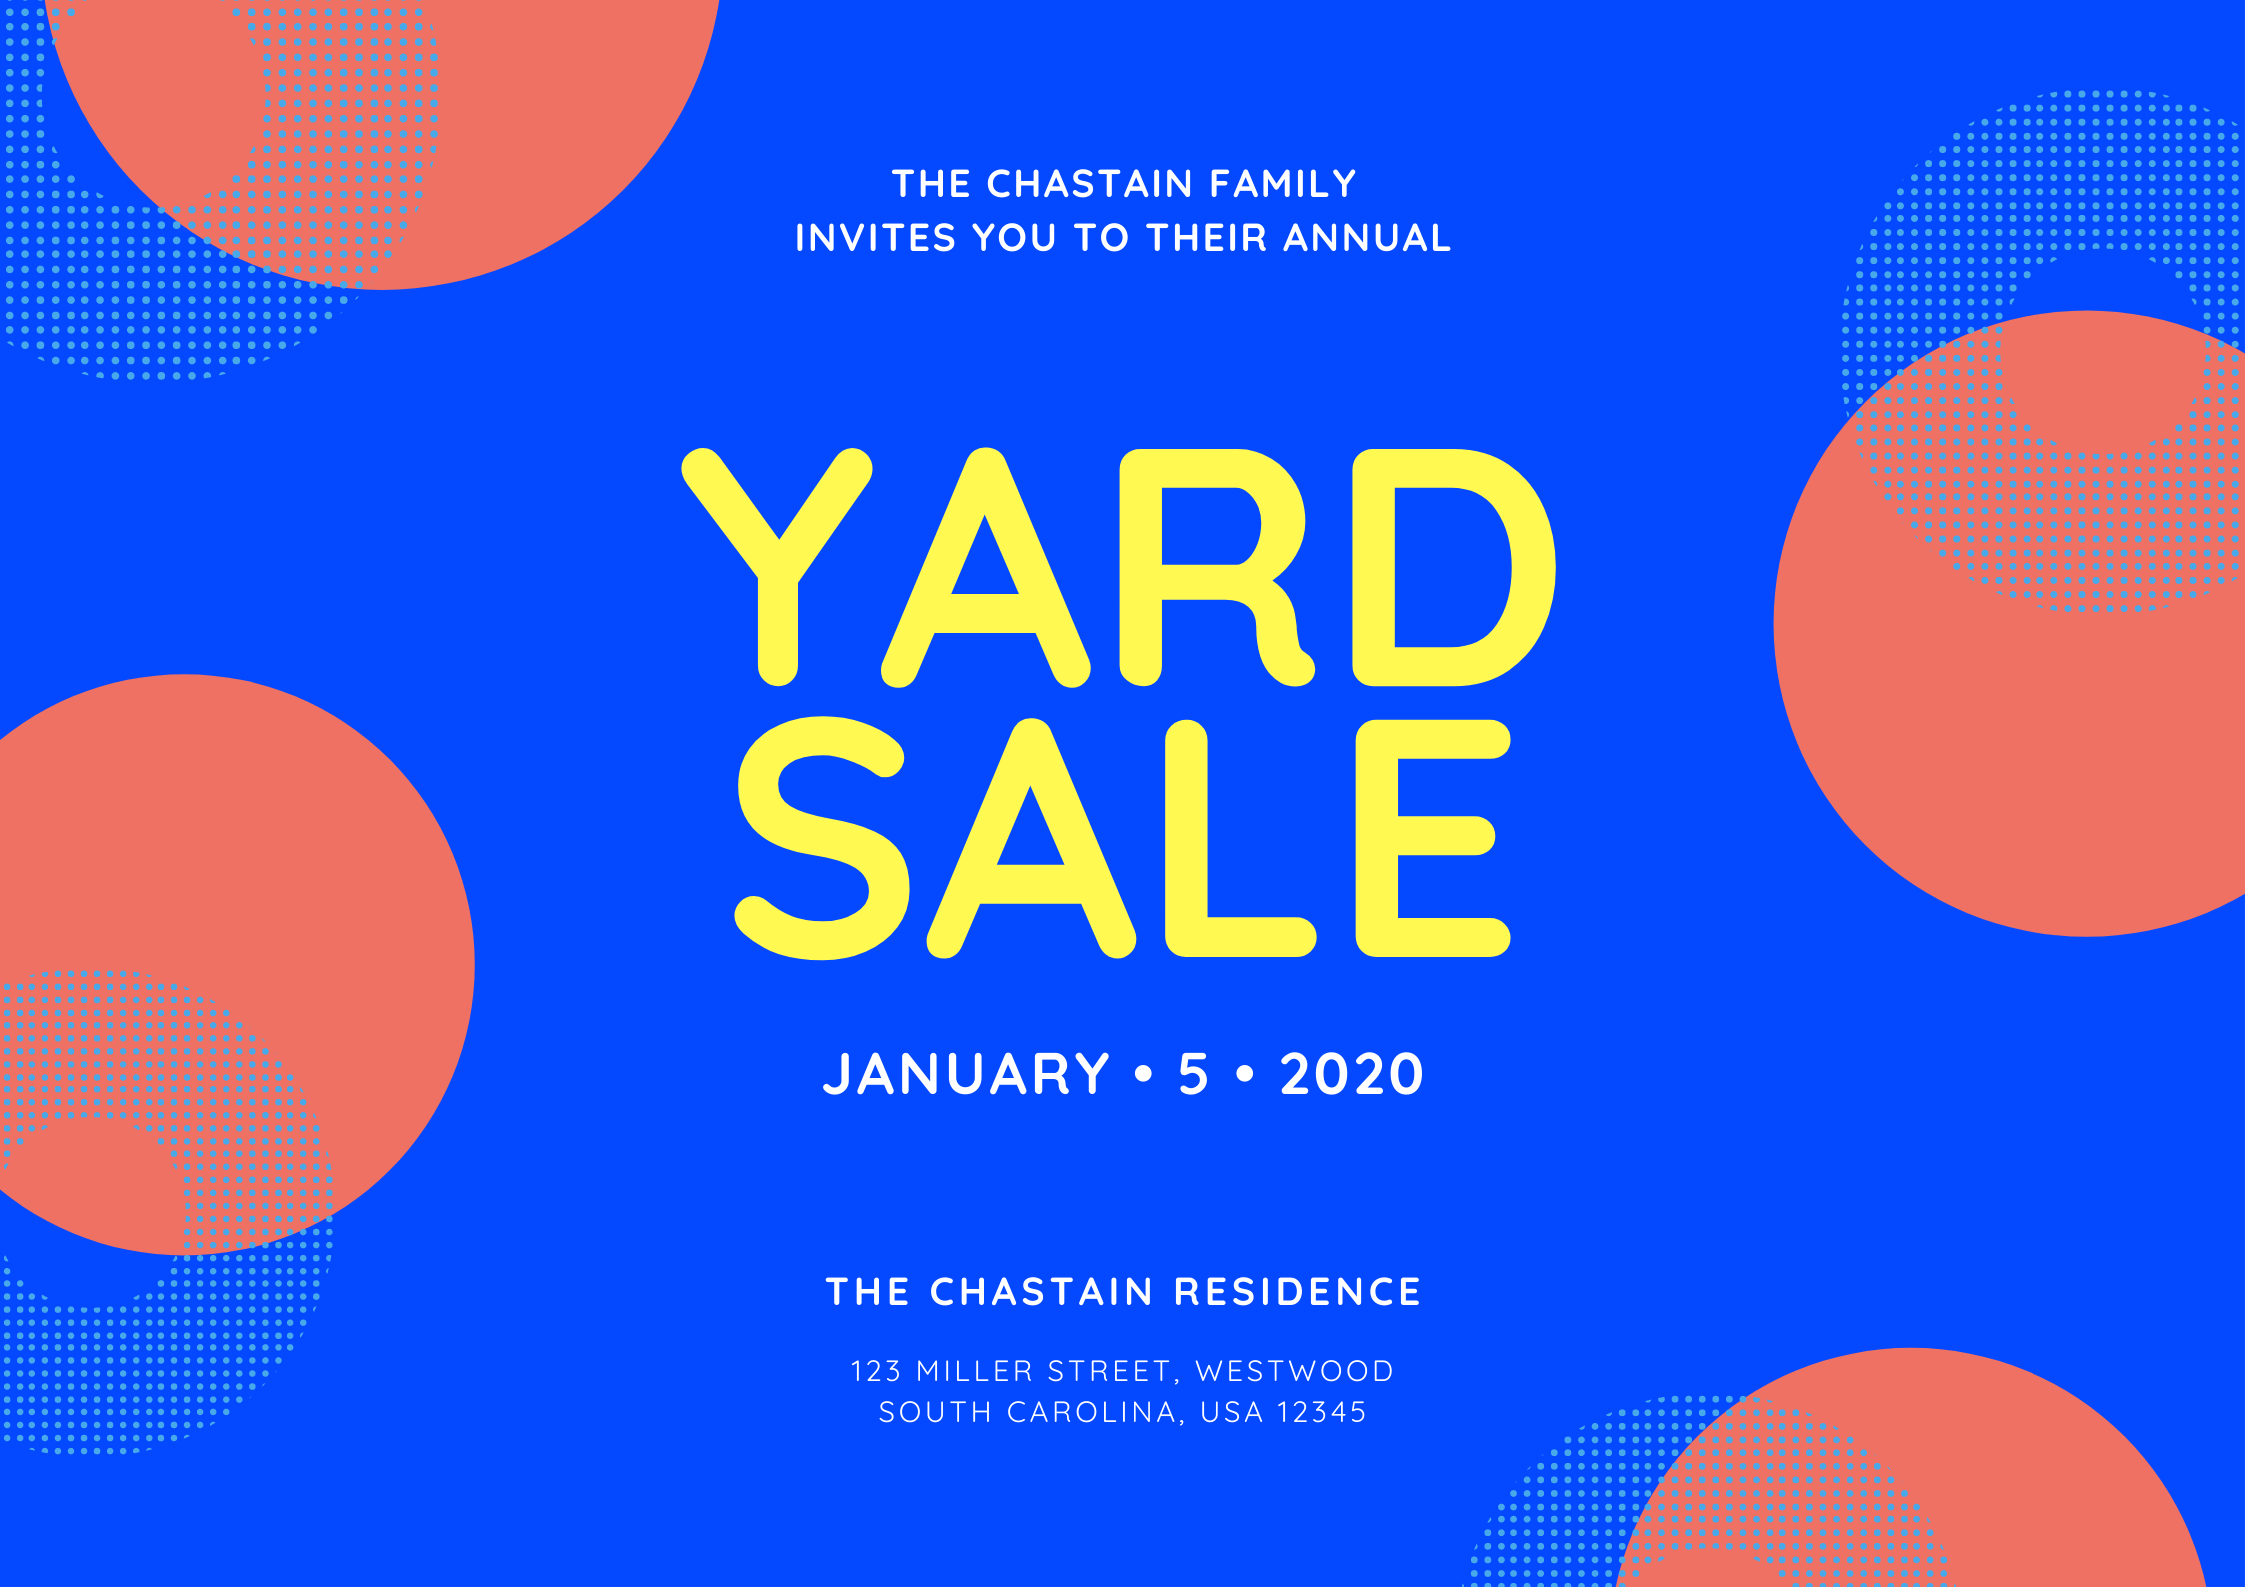 THE CHASTAIN FAMILY
INVITES YOU TO THEIR ANNUAL
YARD
SALE
JANUARY • 5 • 2020
THE CHASTAIN RESIDENCE
123 MILLER STREET, WESTWOOD
SOUTH CAROLINA, USA 12345